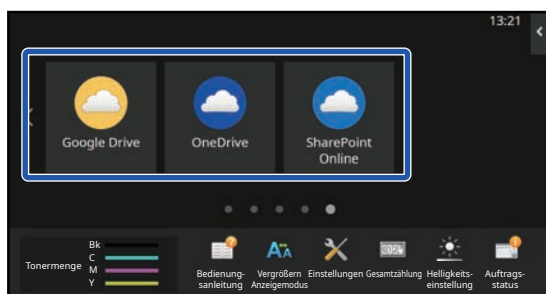 13:21
Google Drive
OneDrive
SharePoint
Online
Tonermenge
Bk
C
M
Y
Bedienung-
sanleitung
Vergrößern
Anzeigemodus
Einstellungen
Gesamtzählung
Helligkeits-
einstellung
Auftrags-
status